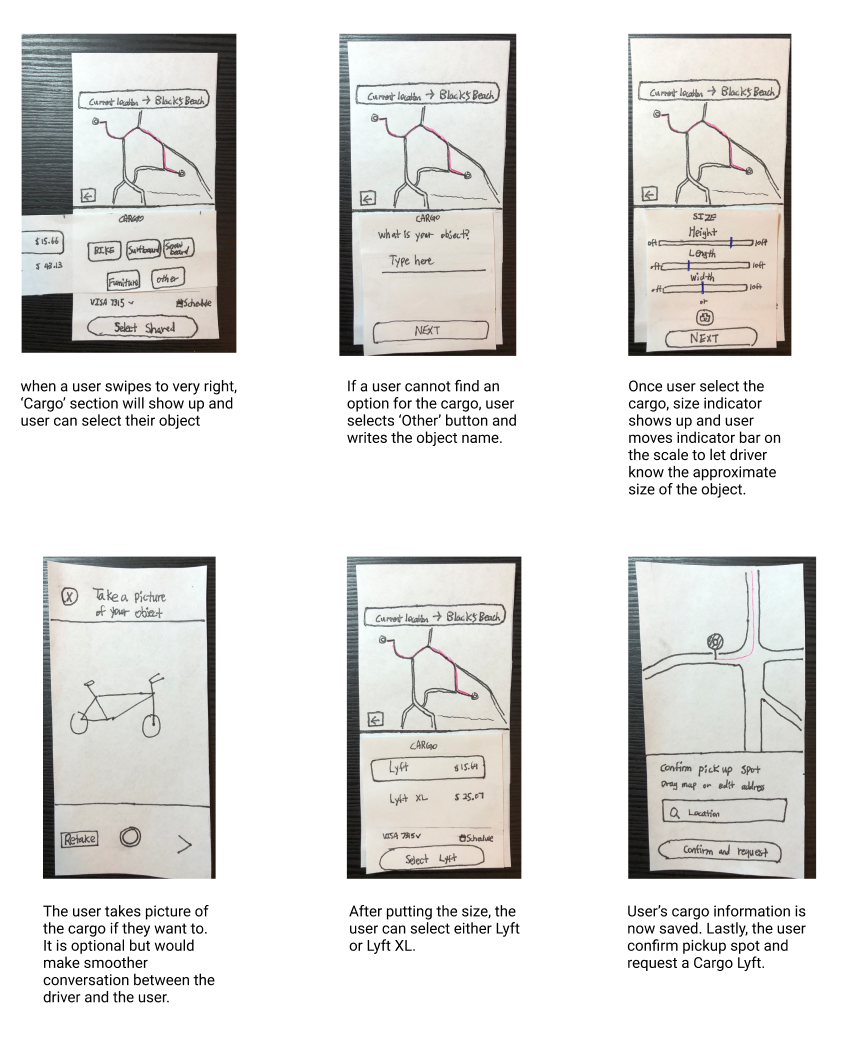 Current location → Black's Beach
CARGO
$15.66
$ 43.13
BIKE
Surfboard
Snow board
Furniture
other
VISA 7315
Schedule
Select Shared
when a user swipes to very right,
‘Cargo’ section will show up and
user can select their object
Current location → Black's Beach
CARGO
what is your object?
Type here
NEXT
If a user cannot find an
option for the cargo, user
selects ‘Other’ button and
writes the object name.
Current location → Black's Beach
SIZE
Height
0ft 10ft
Length
0ft 10ft
Width
0ft 10ft
or
NEXT
Once user select the
cargo, size indicator
shows up and user
moves indicator bar on
the scale to let driver
know the approximate
size of the object.
X Take a picture
of your object
Retake
The user takes picture of
the cargo if they want to.
It is optional but would
make smoother
conversation between the
driver and the user.
Current location → Black's Beach
CARGO
Lyft $15.69
Lyft XL $25.07
VISA 7315
Schedule
Select Lyft
After putting the size, the
user can select either Lyft
or Lyft XL.
Confirm pick up spot
Drag map or edit address
Location
Confirm and request
User’s cargo information is
now saved. Lastly, the user
confirm pickup spot and
request a Cargo Lyft.